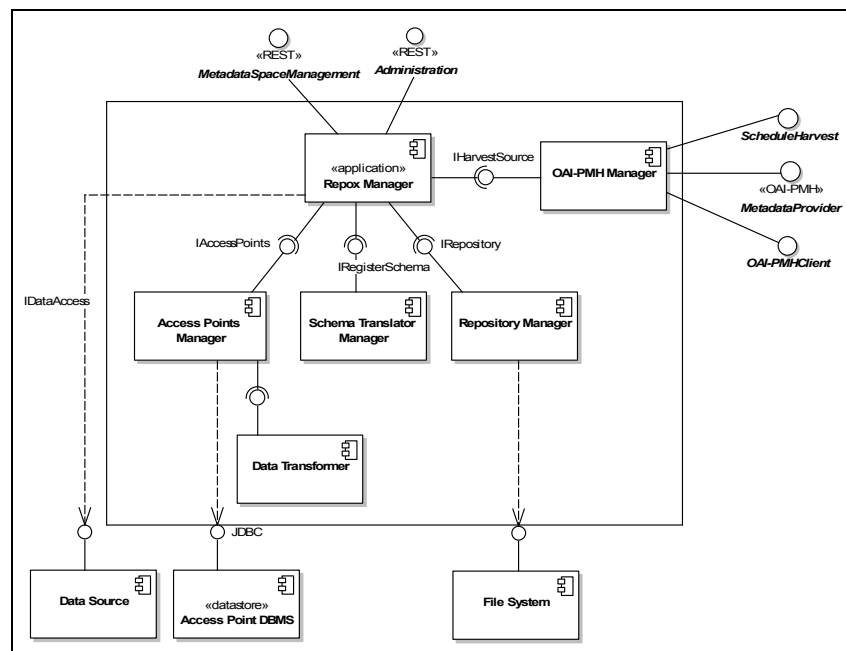 «REST»
MetadataSpaceManagement
«REST»
Administration
ScheduleHarvest
«application»
Repox Manager
IHarvestSource
OAI-PMH Manager
«OAI-PMH»
MetadataProvider
OAI-PMHClient
IAccessPoints
IRepository
IRegisterSchema
IDataAccess
Access Points
Manager
Schema Translator
Manager
Repository Manager
Data Transformer
JDBC
Data Source
«datastore»
Access Point DBMS
File System